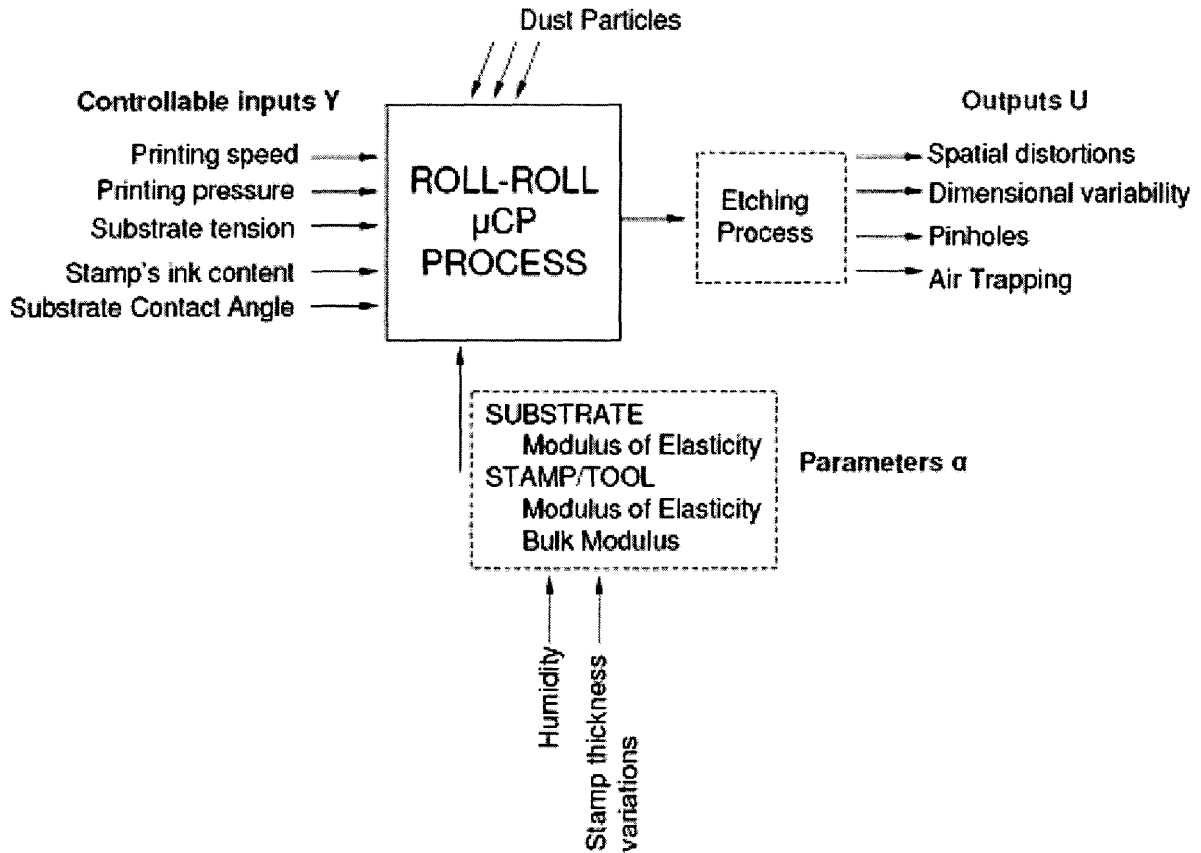 Dust Particles
Controllable inputs Y
Printing speed
Printing pressure
Substrate tension
Stamp's ink content
Substrate Contact Angle
ROLL-ROLL
µCP
PROCESS
Etching
Process
Outputs U
Spatial distortions
Dimensional variability
Pinholes
Air Trapping
SUBSTRATE
Modulus of Elasticity
STAMP/TOOL
Modulus of Elasticity
Bulk Modulus
Parameters α
Humidity
Stamp thickness
variations